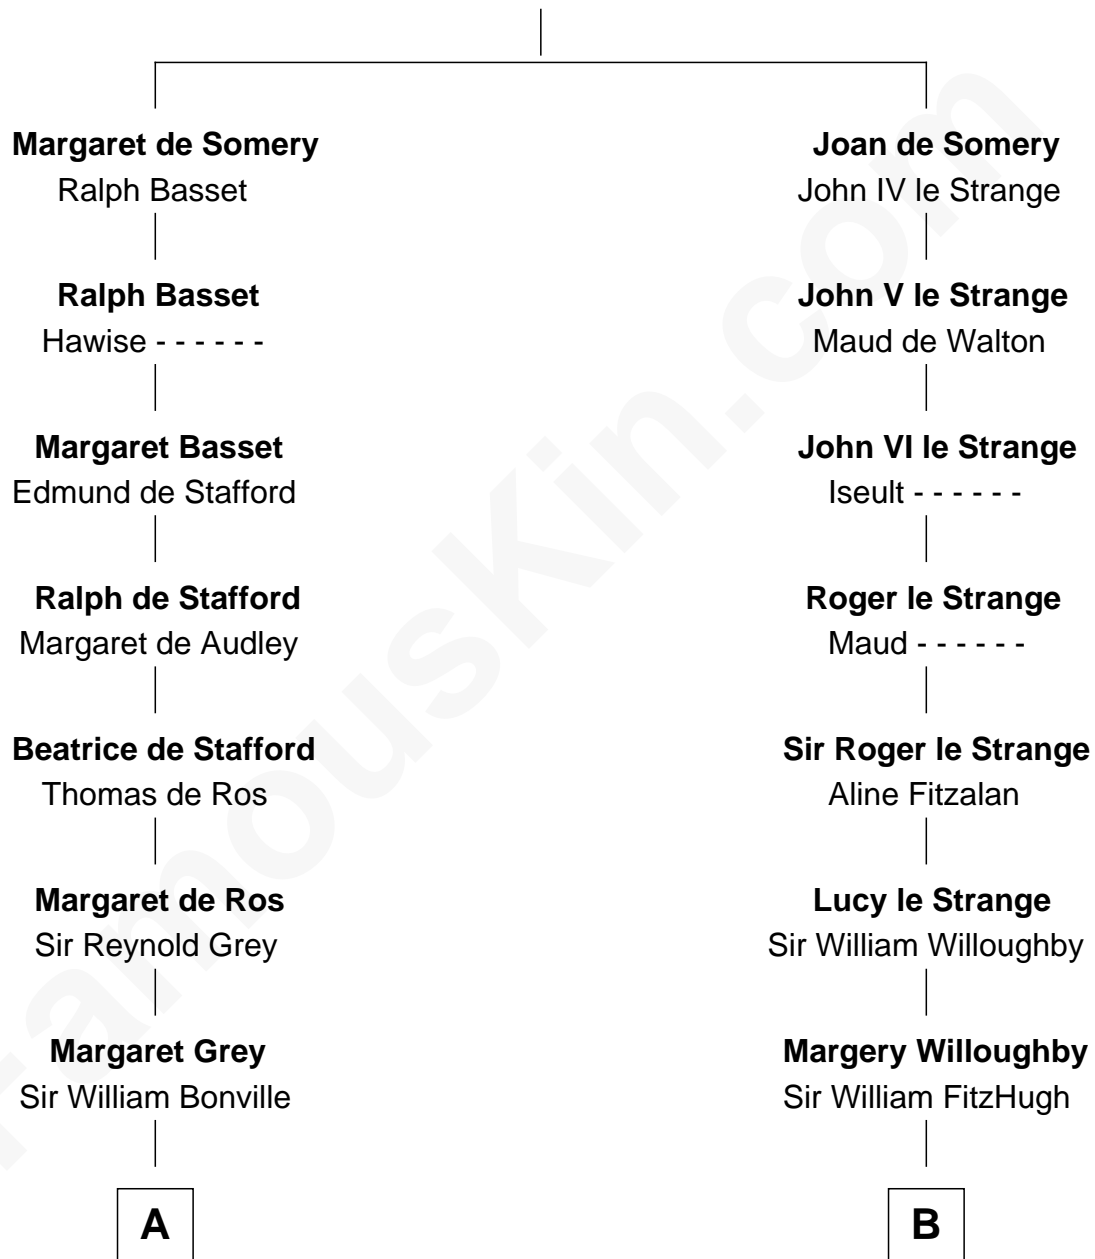 Margaret de Somery
Ralph Basset
Ralph Basset
Hawise - - - - - -
Margaret Basset
Edmund de Stafford
Ralph de Stafford
Margaret de Audley
Beatrice de Stafford
Thomas de Ros
Margaret de Ros
Sir Reynold Grey
Margaret Grey
Sir William Bonville
A
Joan de Somery
John IV le Strange
John V le Strange
Maud de Walton
John VI le Strange
Iseult - - - - - -
Roger le Strange
Maud - - - - - -
Sir Roger le Strange
Aline Fitzalan
Lucy le Strange
Sir William Willoughby
Margery Willoughby
Sir William FitzHugh
B
FamousKin.com